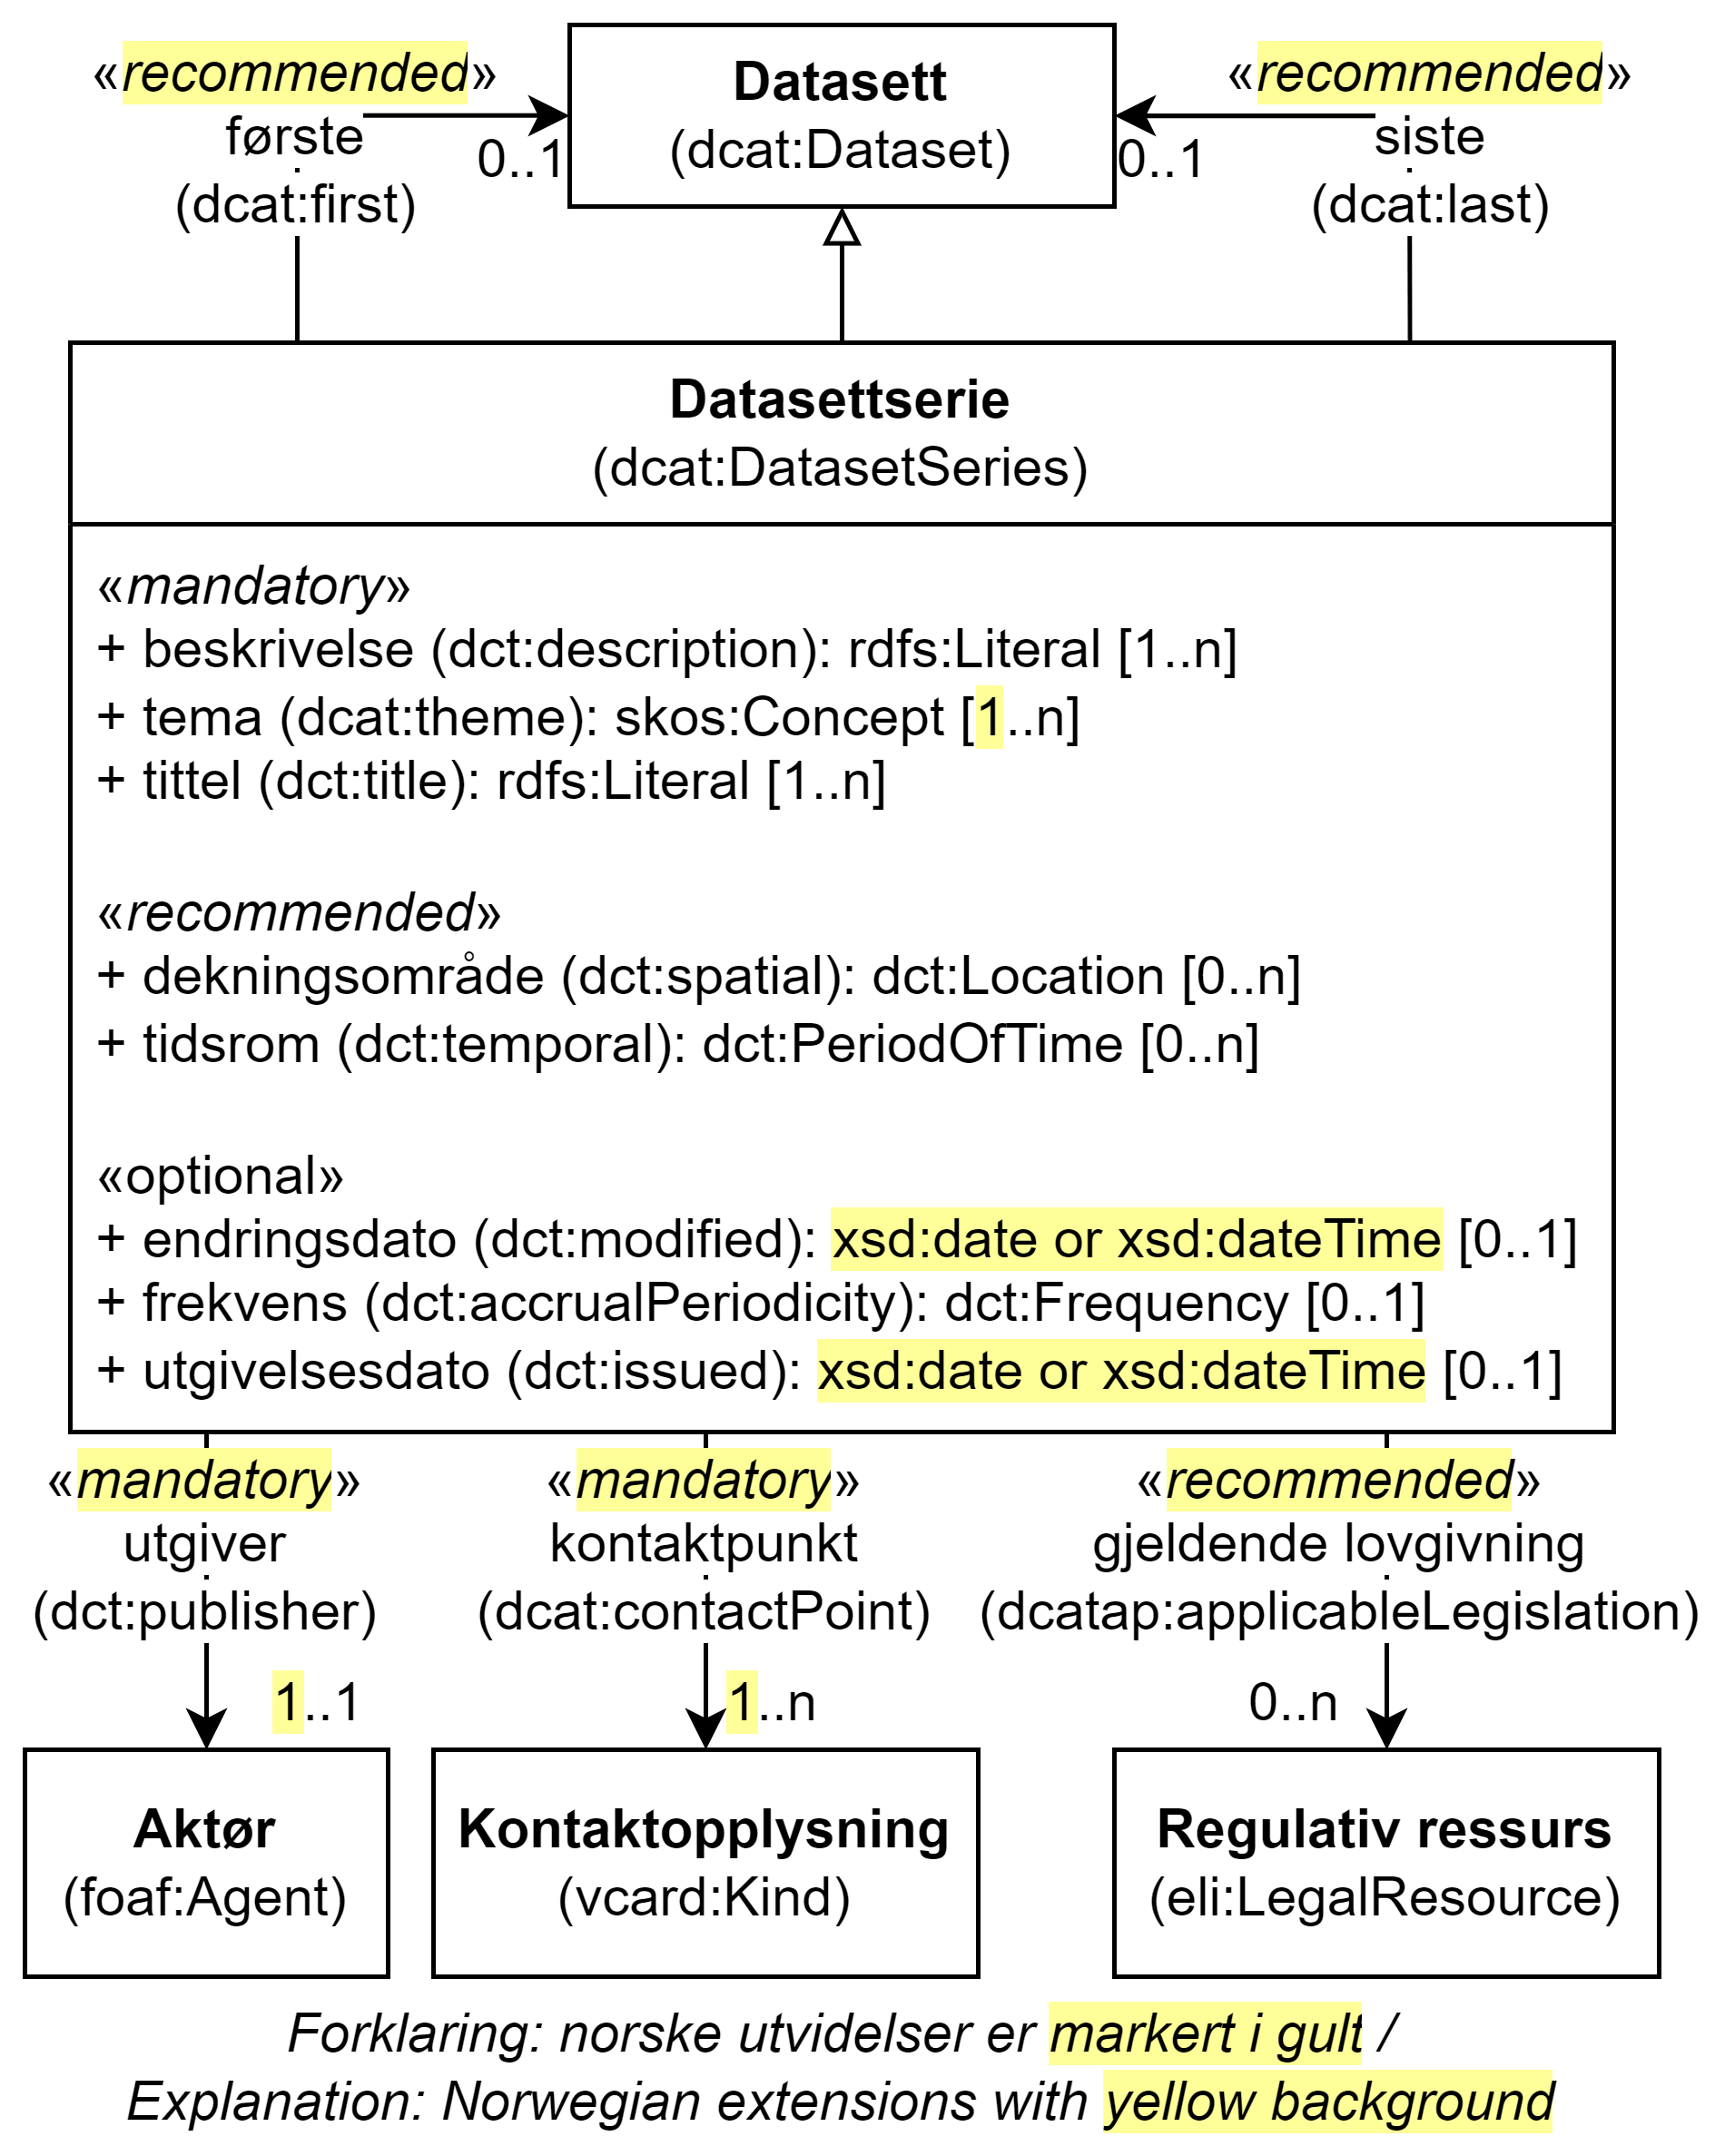 «recommended»
første
(dcat:first)
0..1
Datasett
(dcat:Dataset)
«recommended»
siste
(dcat:last)
0..1
Datasettserie
(dcat:DatasetSeries)
«mandatory»
+ beskrivelse (dct:description): rdfs:Literal [1..n]
+ tema (dcat:theme): skos:Concept [1..n]
+ tittel (dct:title): rdfs:Literal [1..n]
«recommended»
+ dekningsområde (dct:spatial): dct:Location [0..n]
+ tidsrom (dct:temporal): dct:PeriodOfTime [0..n]
«optional»
+ endringsdato (dct:modified): xsd:date or xsd:dateTime [0..1]
+ frekvens (dct:accrualPeriodicity): dct:Frequency [0..1]
+ utgivelsesdato (dct:issued): xsd:date or xsd:dateTime [0..1]
«mandatory»
utgiver
(dct:publisher)
1..1
«mandatory»
kontaktpunkt
(dcat:contactPoint)
1..n
«recommended»
gjeldende lovgivning
(dcatap:applicableLegislation)
0..n
Aktør
(foaf:Agent)
Kontaktopplysning
(vcard:Kind)
Regulativ ressurs
(eli:LegalResource)
Forklaring: norske utvidelser er markert i gult /
Explanation: Norwegian extensions with yellow background